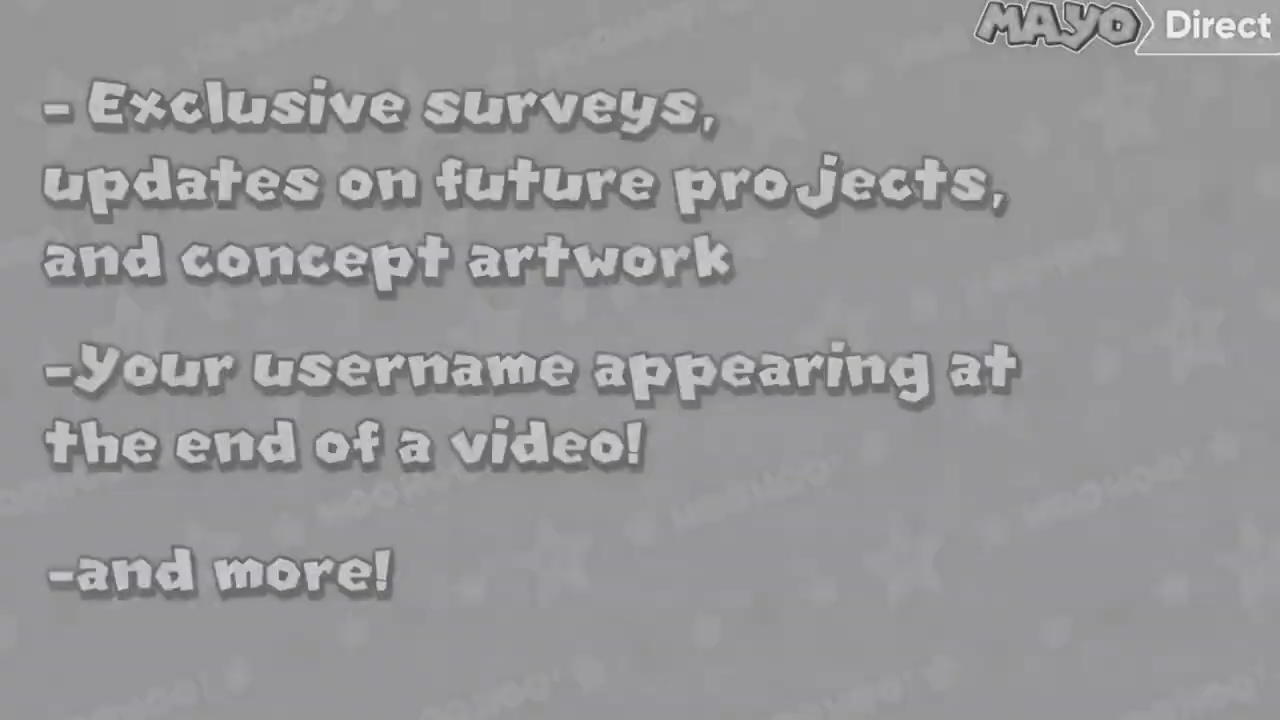 MAYO Direct
- Exclusive surveys,
updates on future projects,
and concept artwork
-Your username appearing at
the end of a video!
-and more!